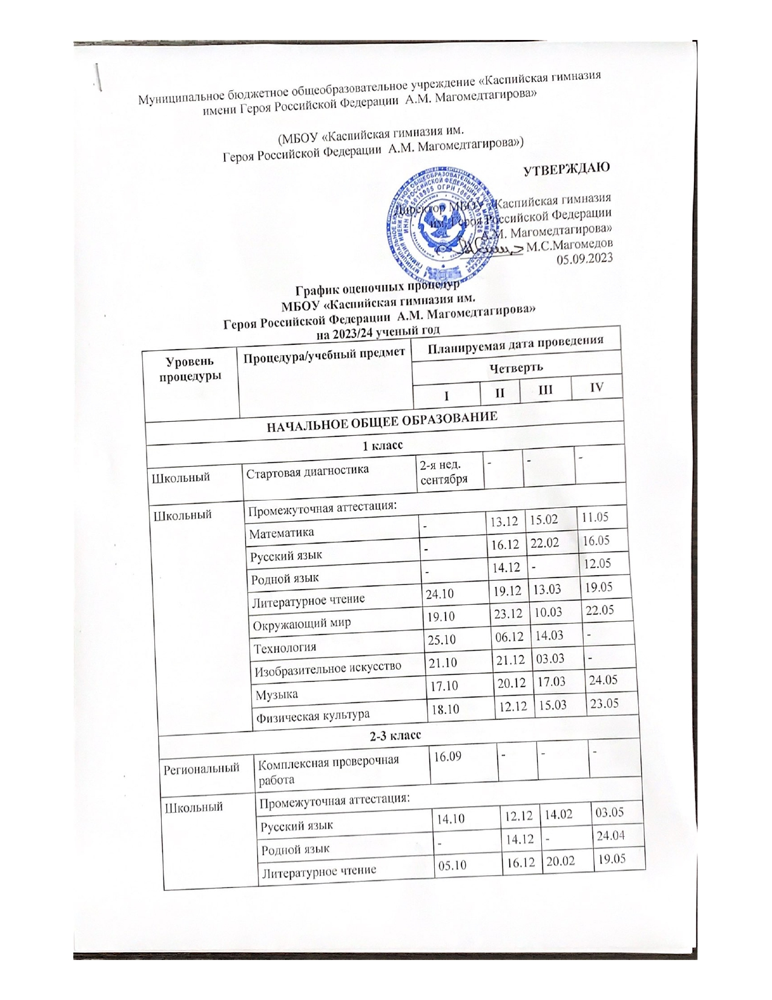 Муниципальное бюджетное общеобразовательное учреждение «Каспийская гимназия
имени Героя Российской Федерации А.М. Магомедтагирова»
(МБОУ «Каспийская гимназия им.
Героя Российской Федерации А.М. Магомедтагирова»)
УТВЕРЖДАЮ
Директор МБОУ «Каспийская гимназия
им. Героя Российской Федерации
А.М. Магомедтагирова»
М.С.Магомедов
05.09.2023
График оценочных процедур
МБОУ «Каспийская гимназия им.
Героя Российской Федерации А.М. Магомедтагирова»
на 2023/24 ученый год
Уровень процедуры Процедура/учебный предмет Планируемая дата проведения
Четверть
I II III IV
НАЧАЛЬНОЕ ОБЩЕЕ ОБРАЗОВАНИЕ
1 класс
Школьный Стартовая диагностика 2-я нед. - - -
сентября
Школьный Промежуточная аттестация:
Математика - 13.12 15.02 11.05
Русский язык - 16.12 22.02 16.05
Родной язык - 14.12 - 12.05
Литературное чтение 24.10 19.12 13.03 19.05
Окружающий мир 19.10 23.12 10.03 22.05
Технология 25.10 06.12 14.03 -
Изобразительное искусство 21.10 21.12 03.03 -
Музыка 17.10 20.12 17.03 24.05
Физическая культура 18.10 12.12 15.03 23.05
2-3 класс
Региональный Комплексная проверочная 16.09 - - -
работа
Школьный Промежуточная аттестация:
Русский язык 14.10 12.12 14.02 03.05
Родной язык - 14.12 - 24.04
Литературное чтение 05.10 16.12 20.02 19.05